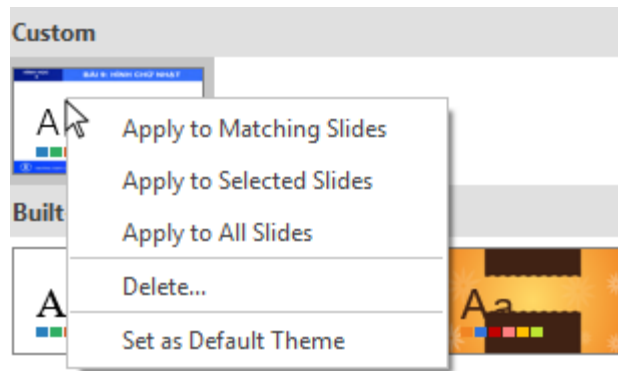 Custom
BÀI 9: HÌNH CHỮ NHẬT
A
Apply to Matching Slides
Apply to Selected Slides
Apply to All Slides
Built
Delete...
A
Aa
Set as Default Theme